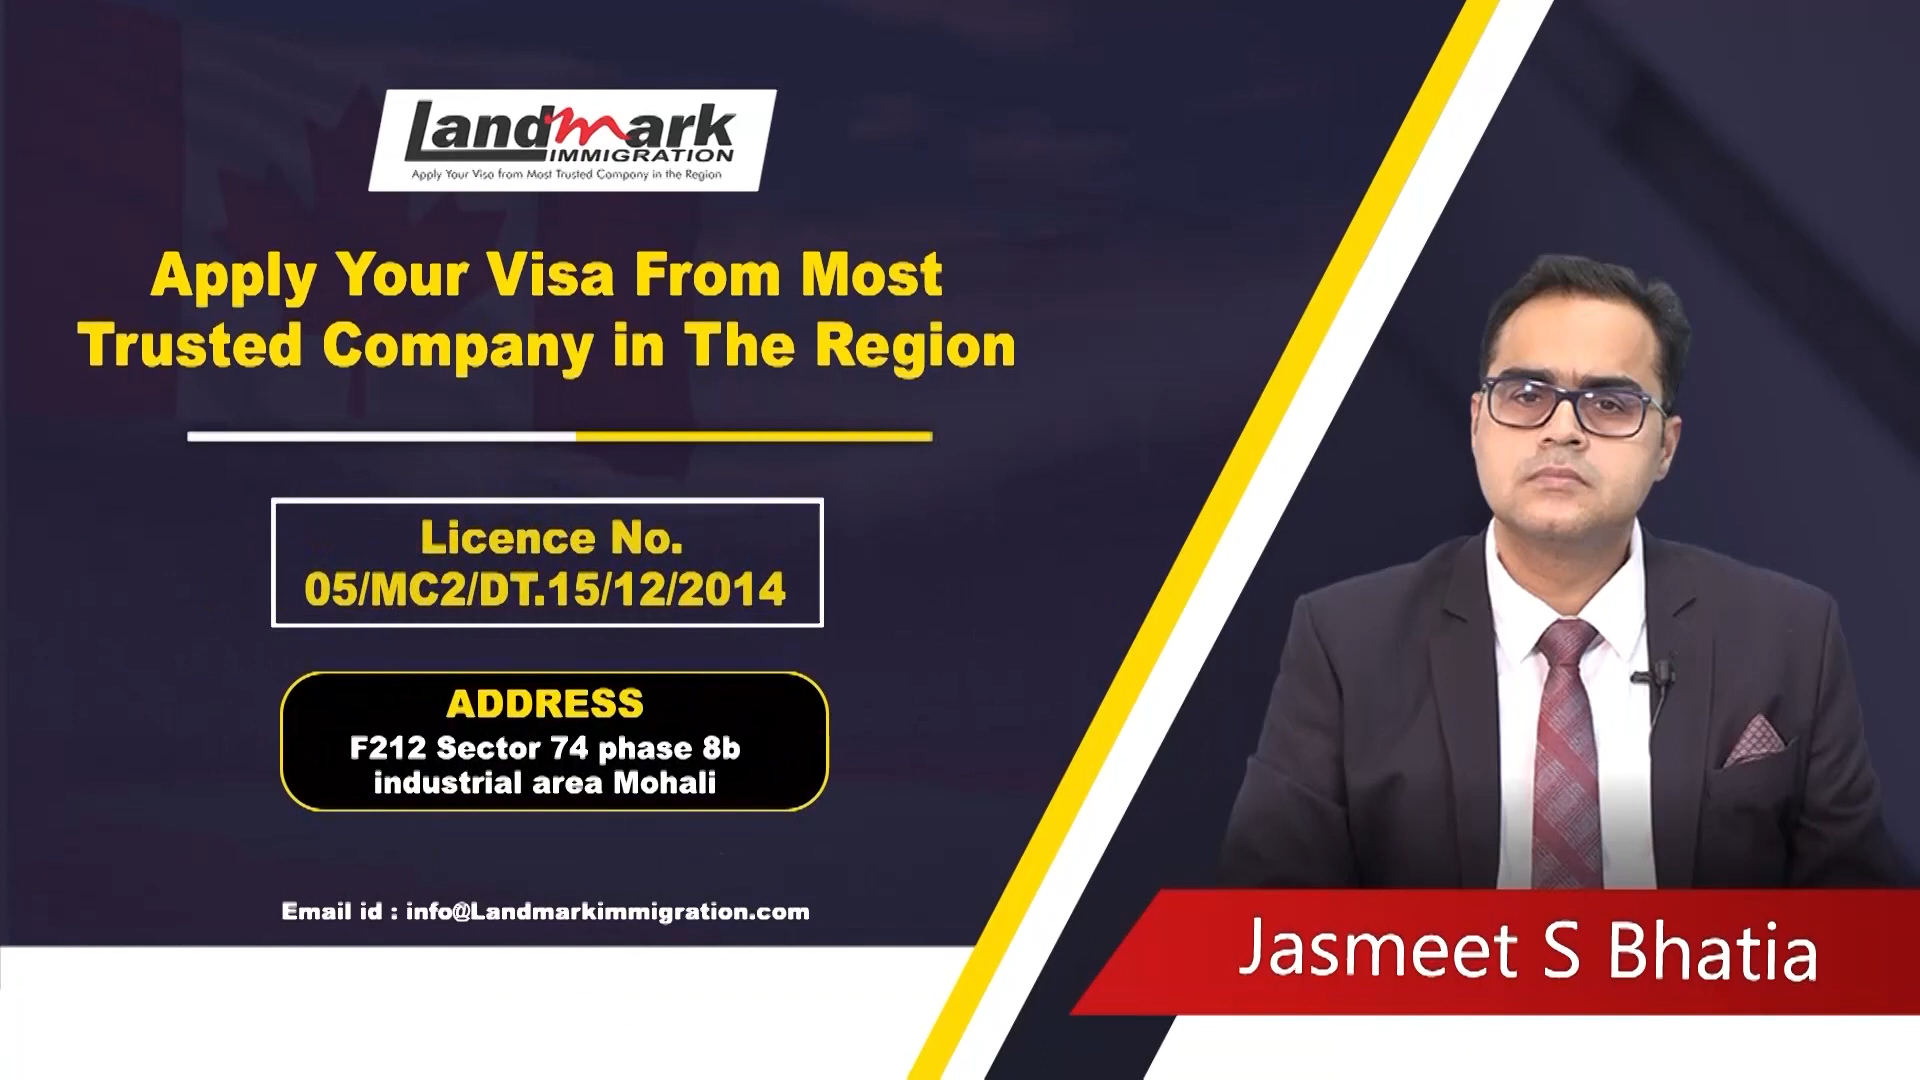 Landmark
IMMIGRATION
Apply Your Visa from Most Trusted Company in the Region
Apply Your Visa From Most
Trusted Company in The Region
Licence No.
05/MC2/DT.15/12/2014
ADDRESS
F212 Sector 74 phase 8b
industrial area Mohali
Email id : info@Landmarkimmigration.com
Jasmeet S Bhatia